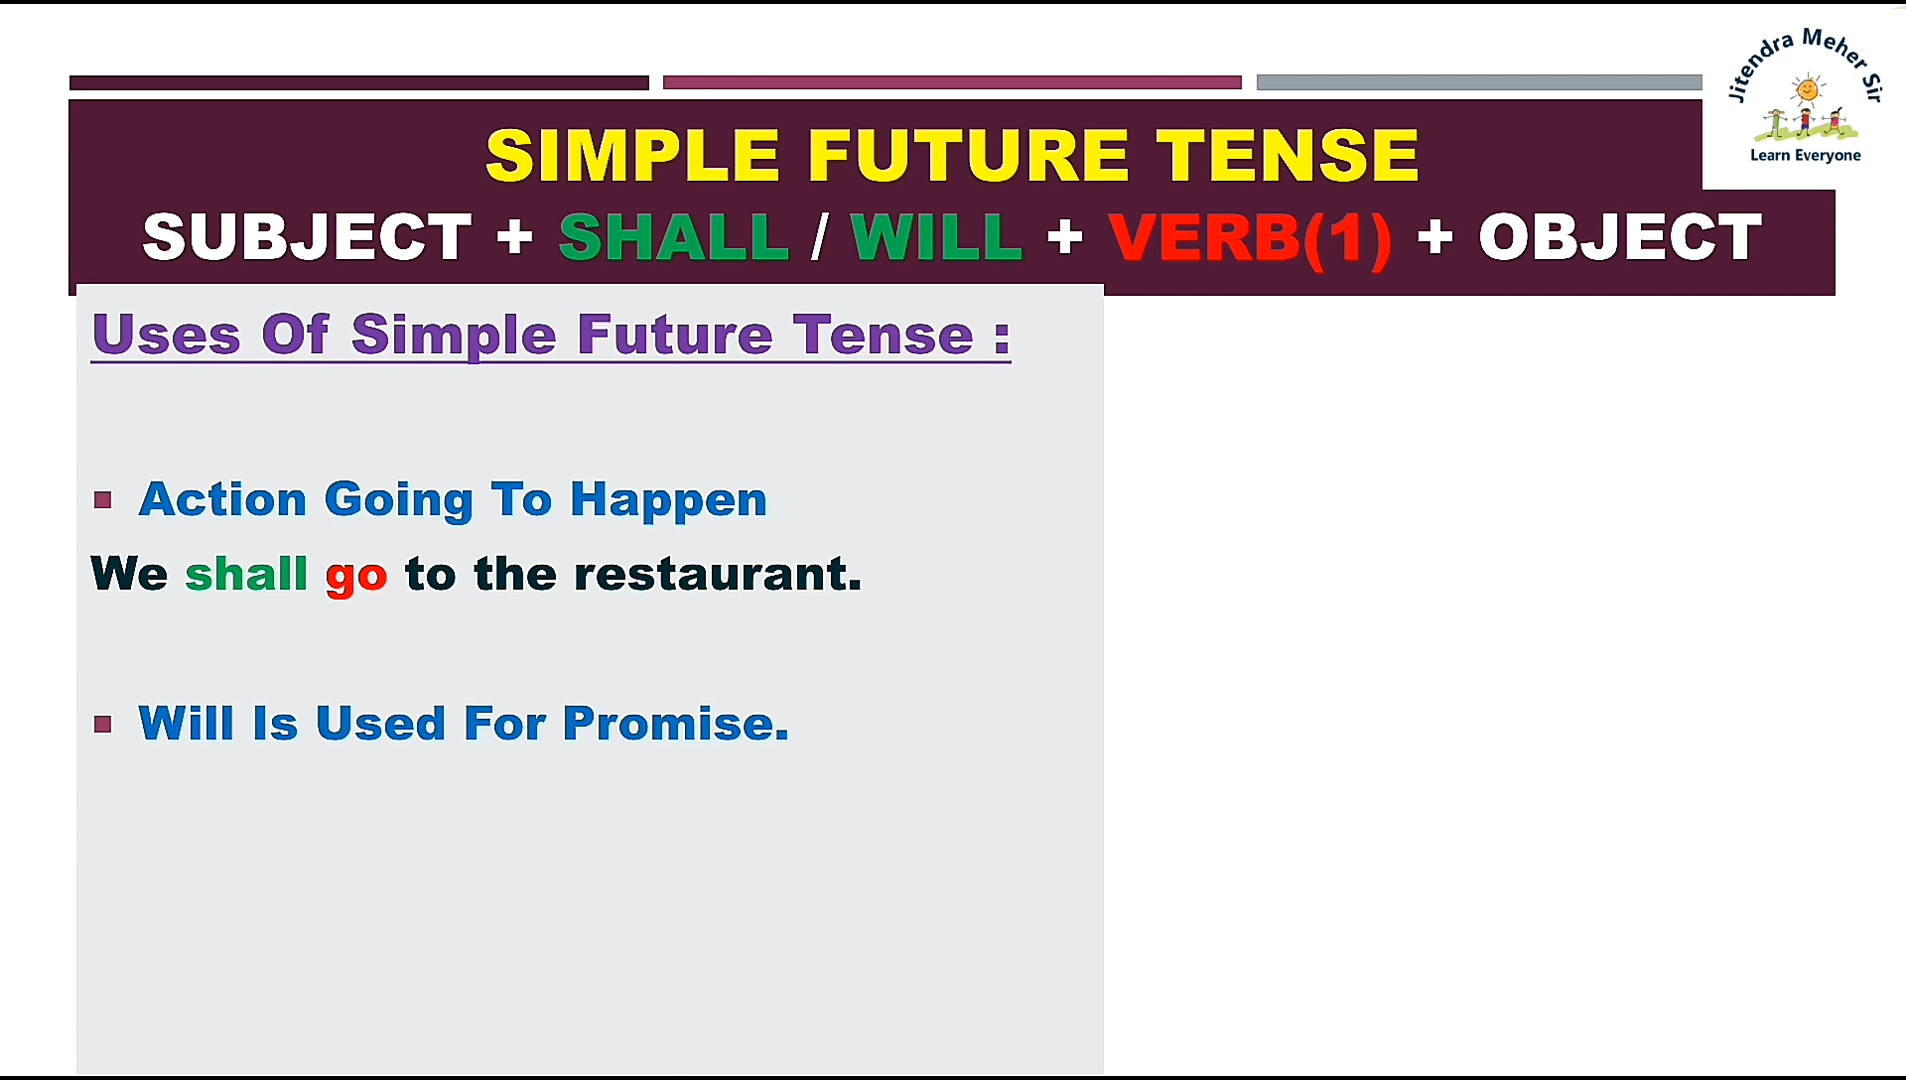 Jitendra Meher Sir
Learn Everyone
SIMPLE FUTURE TENSE
SUBJECT + SHALL / WILL + VERB(1) + OBJECT
Uses Of Simple Future Tense :
Action Going To Happen
We shall go to the restaurant.
Will Is Used For Promise.